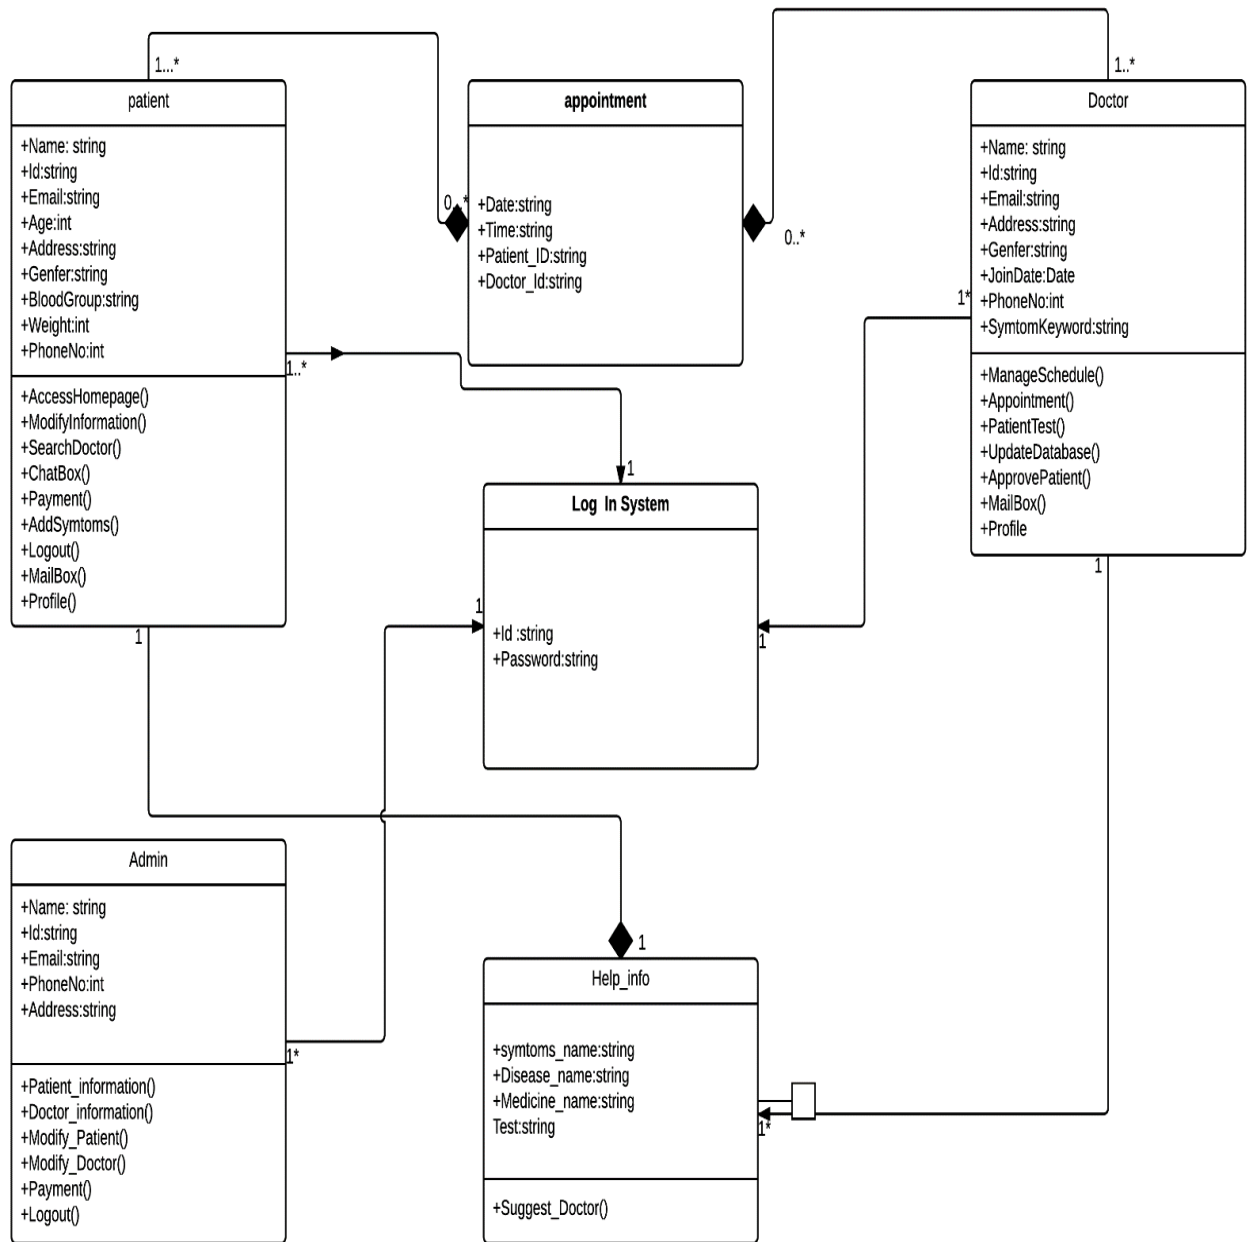 1...*
patient
+Name: string
+Id:string
+Email:string
+Age:int
+Address:string
+Genfer:string
+BloodGroup:string
+Weight:int
+PhoneNo:int
1..*
+AccessHomepage()
+ModifyInformation()
+SearchDoctor()
+ChatBox()
+Payment()
+AddSymtoms()
+Logout()
+MailBox()
+Profile()
1
appointment
0..*
+Date:string
+Time:string
+Patient_ID:string
+Doctor_Id:string
0..*
1..*
Doctor
+Name: string
+Id:string
+Email:string
+Address:string
+Genfer:string
+JoinDate:Date
1*
+PhoneNo:int
+SymtomKeyword:string
+ManageSchedule()
+Appointment()
+PatientTest()
+UpdateDatabase()
+ApprovePatient()
+MailBox()
+Profile
1
1
Log In System
1
+Id :string
+Password:string
1
Admin
+Name: string
+Id:string
+Email:string
+PhoneNo:int
+Address:string
1*
+Patient_information()
+Doctor_information()
+Modify_Patient()
+Modify_Doctor()
+Payment()
+Logout()
1
Help_info
+symtoms_name:string
+Disease_name:string
+Medicine_name:string
Test:string
1*
+Suggest_Doctor()